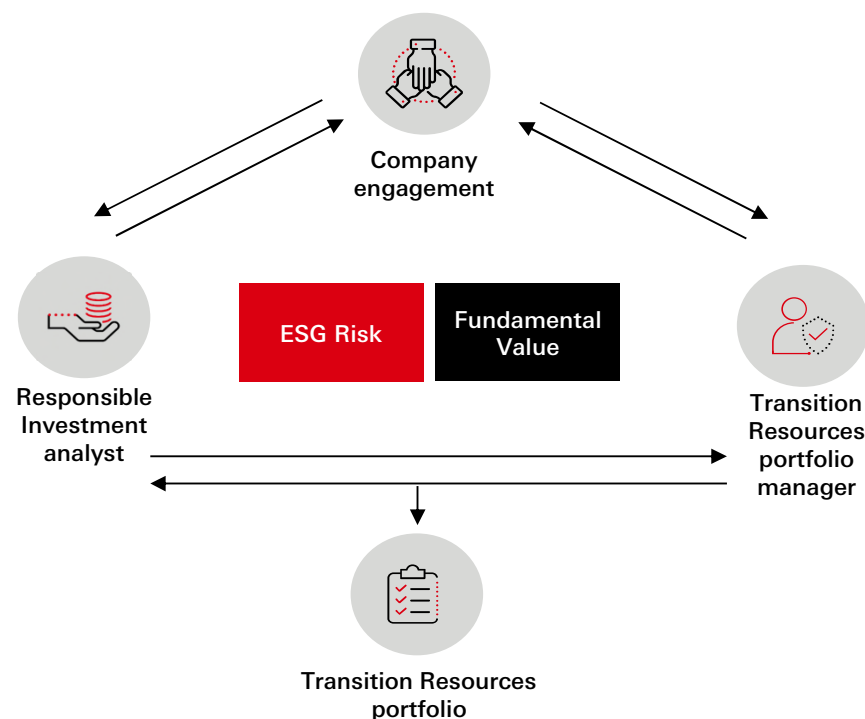 Company
engagement
ESG Risk
Fundamental
Value
Responsible
Investment
analyst
Transition
Resources
portfolio
manager
Transition Resources
portfolio